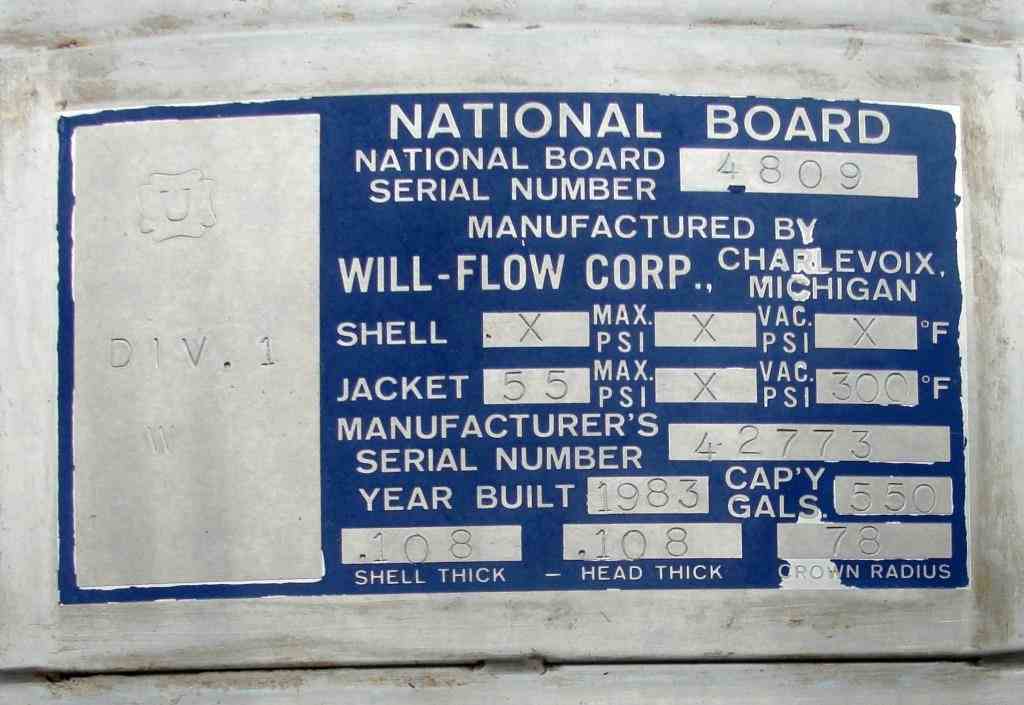 U
DIV.1
W
NATIONAL BOARD
NATIONAL BOARD SERIAL NUMBER 4809
MANUFACTURED BY
WILL-FLOW CORP., CHARLEVOIX, MICHIGAN
SHELL .X MAX. PSI X VAC. PSI X °F
JACKET 55 MAX. PSI X VAC. PSI 300 °F
MANUFACTURER'S SERIAL NUMBER 42773
YEAR BUILT 1983 CAP'Y GALS. 550
.108 .108 78
SHELL THICK - HEAD THICK CROWN RADIUS